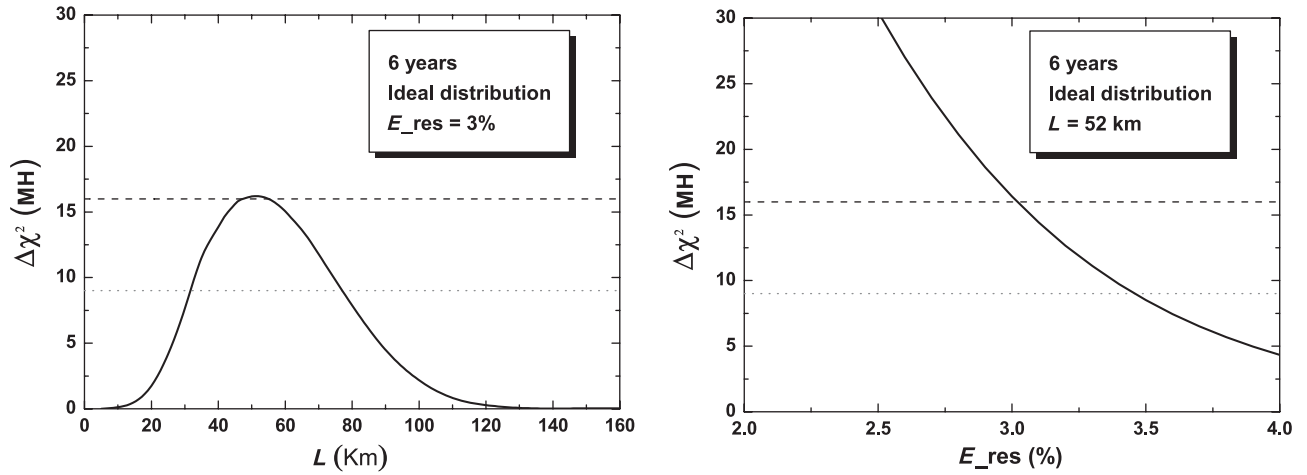 30
25
20
15
10
5
0
Δχ² (MH)
6 years
Ideal distribution
E_res = 3%
0 20 40 60 80 100 120 140 160
L (Km)
30
25
20
15
10
5
0
Δχ² (MH)
6 years
Ideal distribution
L = 52 km
2.0 2.5 3.0 3.5 4.0
E_res (%)